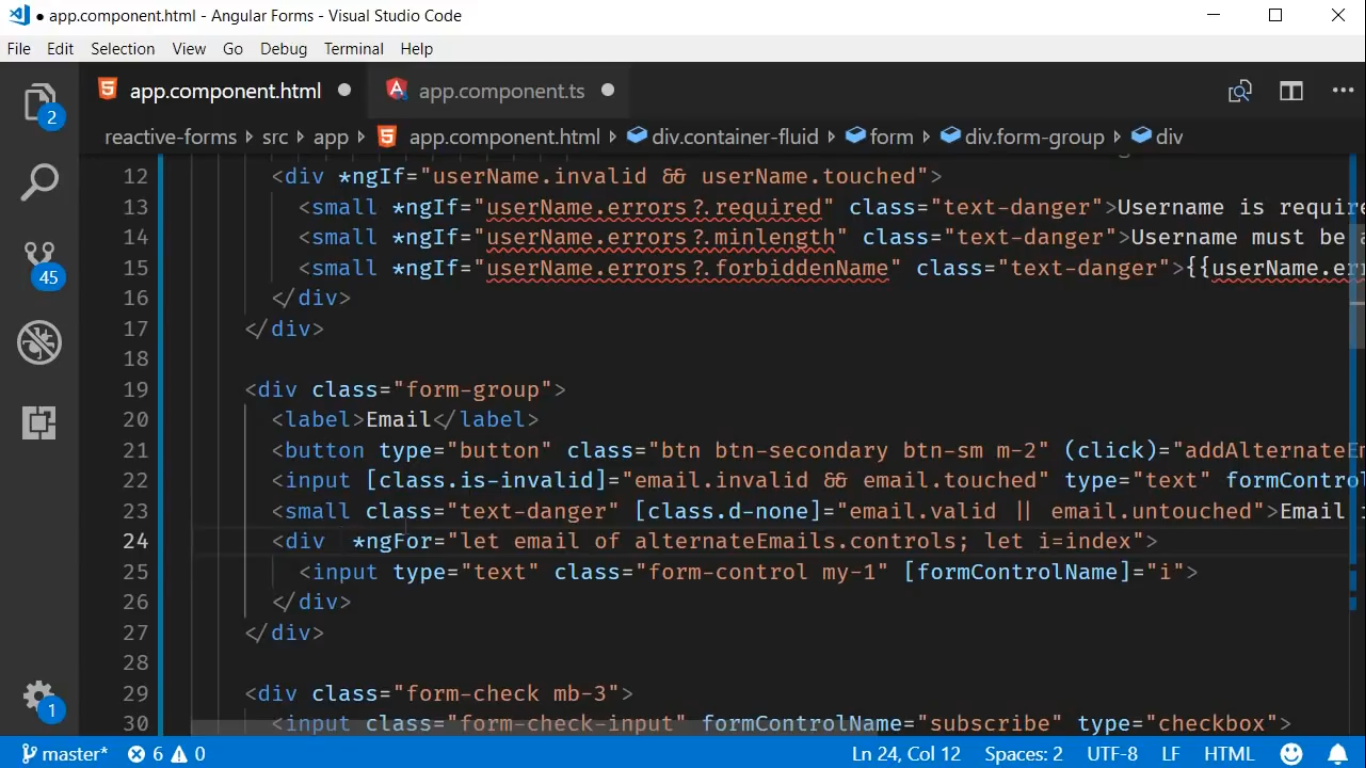 app.component.html - Angular Forms - Visual Studio Code
File Edit Selection View Go Debug Terminal Help
app.component.html app.component.ts
2
reactive-forms src app app.component.html div.container-fluid form div.form-group div
12 <div *ngIf="userName.invalid && userName.touched">
13 <small *ngIf="userName.errors?.required" class="text-danger">Username is require
14 <small *ngIf="userName.errors?.minlength" class="text-danger">Username must be a
15 <small *ngIf="userName.errors?.forbiddenName" class="text-danger">{{userName.err
45
16 </div>
17 </div>
18
19 <div class="form-group">
20 <label>Email</label>
21 <button type="button" class="btn btn-secondary btn-sm m-2" (click)="addAlternateEm
22 <input [class.is-invalid]="email.invalid && email.touched" type="text" formControl
23 <small class="text-danger" [class.d-none]="email.valid || email.untouched">Email i
24 <div *ngFor="let email of alternateEmails.controls; let i=index">
25 <input type="text" class="form-control my-1" [formControlName]="i">
26 </div>
27 </div>
28
29 <div class="form-check mb-3">
1
30 <input class="form-check-input" formControlName="subscribe" type="checkbox">
master* 6 0 Ln 24, Col 12 Spaces: 2 UTF-8 LF HTML